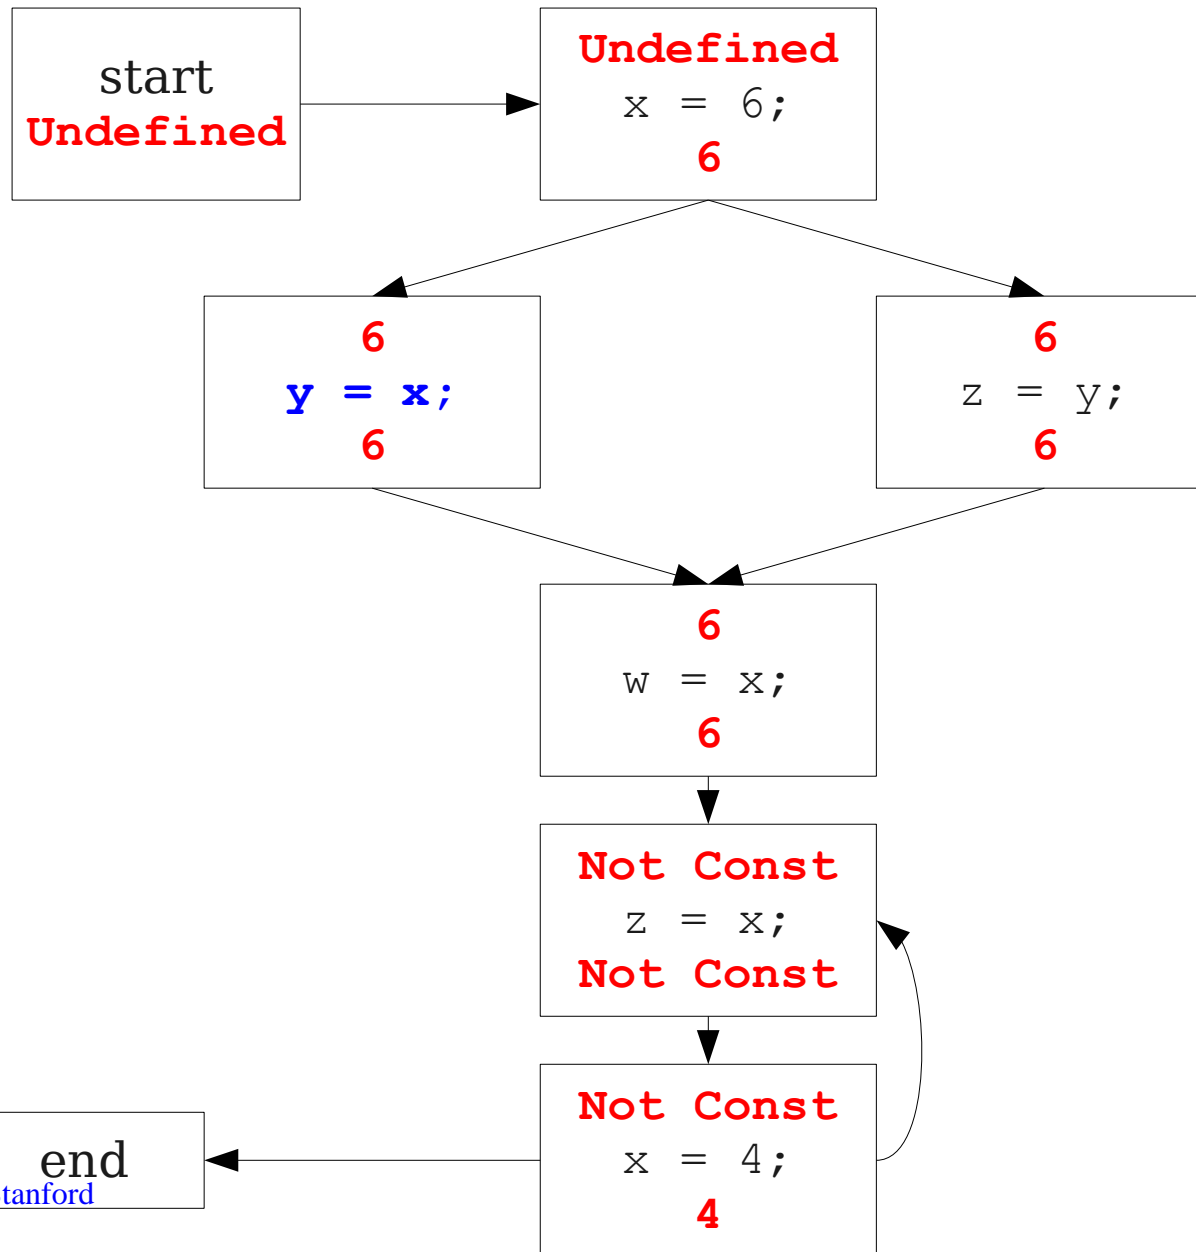 start
Undefined
Undefined
x = 6;
6
6
y = x;
6
6
z = y;
6
6
w = x;
6
Not Const
z = x;
Not Const
Not Const
x = 4;
4
end
tanford